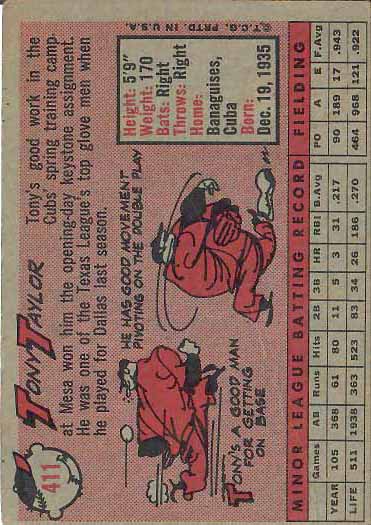 411
TONY TAYLOR
Tony's good work in the
Cubs' spring training camp
at Mesa won him the opening-day keystone assignment.
He was one of the Texas League's top glove men when
he played for Dallas last season.
TONY'S A GOOD MAN
FOR GETTING
ON BASE
HE HAS GOOD MOVEMENT
PIVOTING ON THE DOUBLE PLAY
Height: 5'9"
Weight: 170
Bats: Right
Throws: Right
Home:
Banaguises,
Cuba
Born:
Dec. 19, 1935
©T.C.G. PRTD. IN U.S.A.
MINOR LEAGUE BATTING RECORD FIELDING
Games AB Runs Hits 2B 3B HR RBI B.Avg PO A E F.Avg
YEAR 105 368 61 80 11 5 3 31 .217 90 189 17 .943
LIFE 511 1938 363 523 83 34 26 186 .270 464 968 121 .922